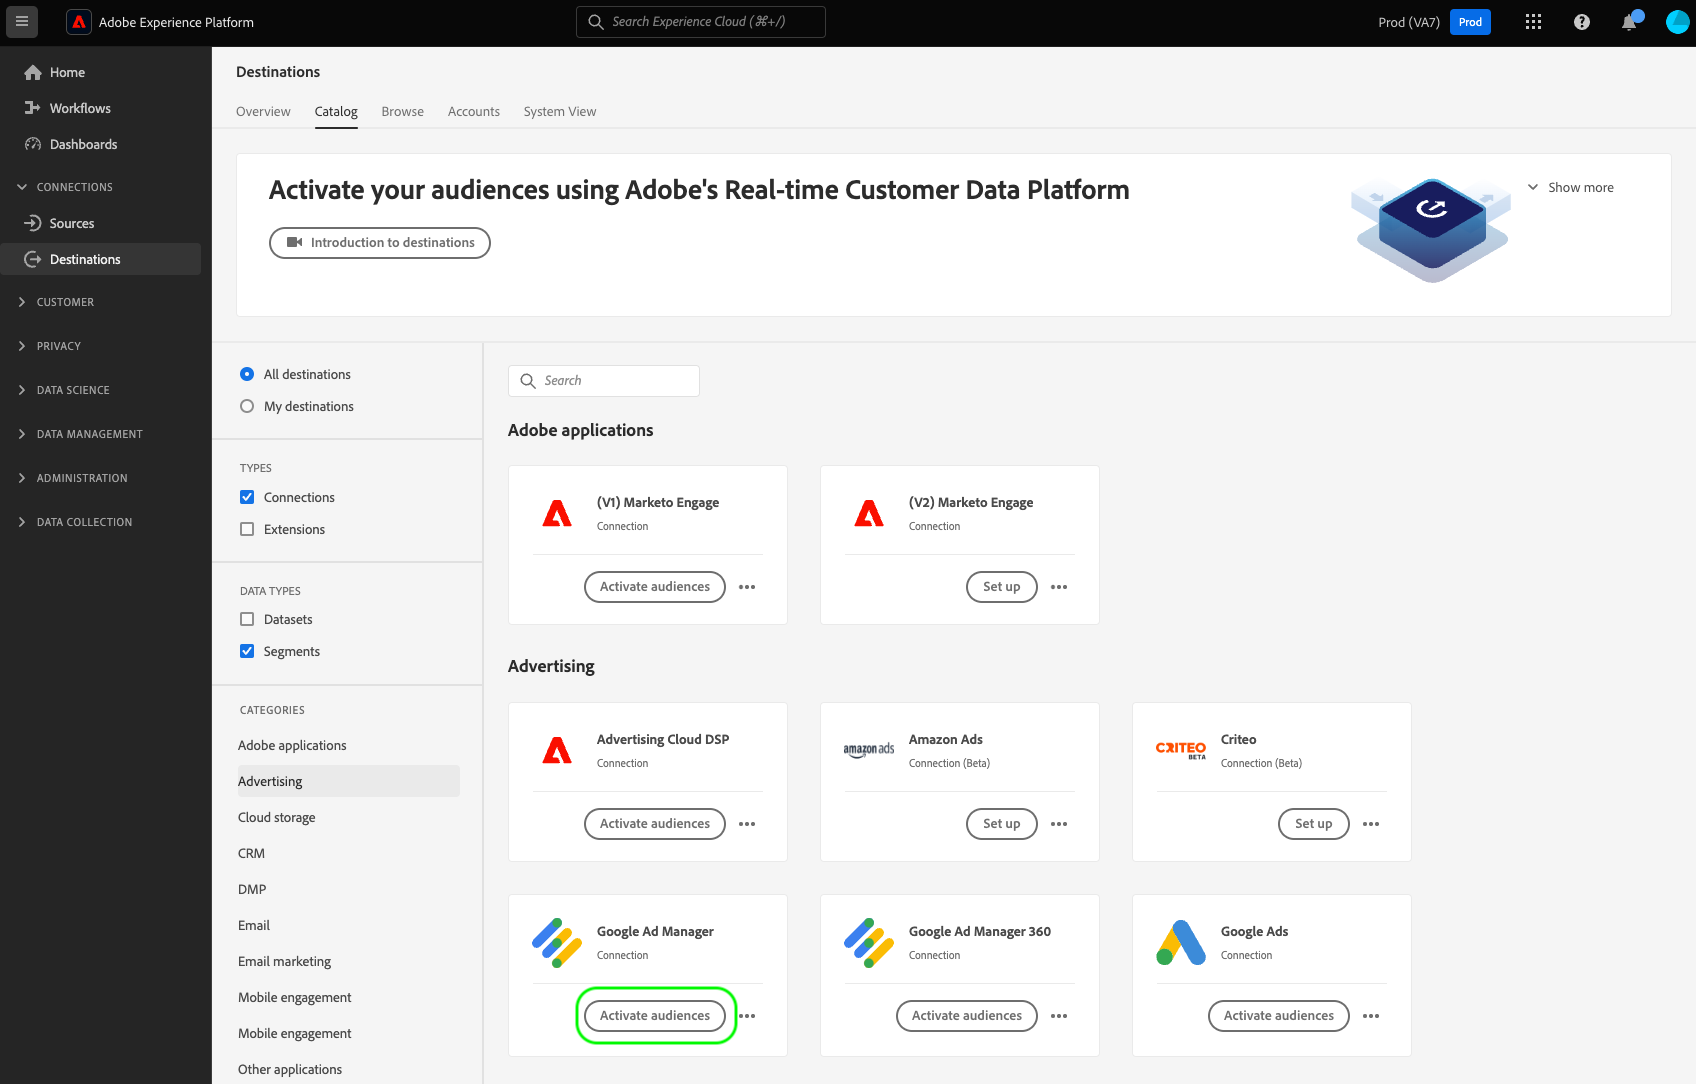 Adobe Experience Platform
Search Experience Cloud (⌘+/)
Prod (VA7)
Prod
Home
Workflows
Dashboards
CONNECTIONS
Sources
Destinations
CUSTOMER
PRIVACY
DATA SCIENCE
DATA MANAGEMENT
ADMINISTRATION
DATA COLLECTION
Destinations
Overview
Catalog
Browse
Accounts
System View
Activate your audiences using Adobe's Real-time Customer Data Platform
Introduction to destinations
Show more
All destinations
My destinations
TYPES
Connections
Extensions
DATA TYPES
Datasets
Segments
CATEGORIES
Adobe applications
Advertising
Cloud storage
CRM
DMP
Email
Email marketing
Mobile engagement
Mobile engagement
Other applications
Search
Adobe applications
(V1) Marketo Engage
Connection
Activate audiences
(V2) Marketo Engage
Connection
Set up
Advertising
Advertising Cloud DSP
Connection
Activate audiences
amazon ads
Amazon Ads
Connection (Beta)
Set up
CRITEO
BETA
Criteo
Connection (Beta)
Set up
Google Ad Manager
Connection
Activate audiences
Google Ad Manager 360
Connection
Activate audiences
Google Ads
Connection
Activate audiences